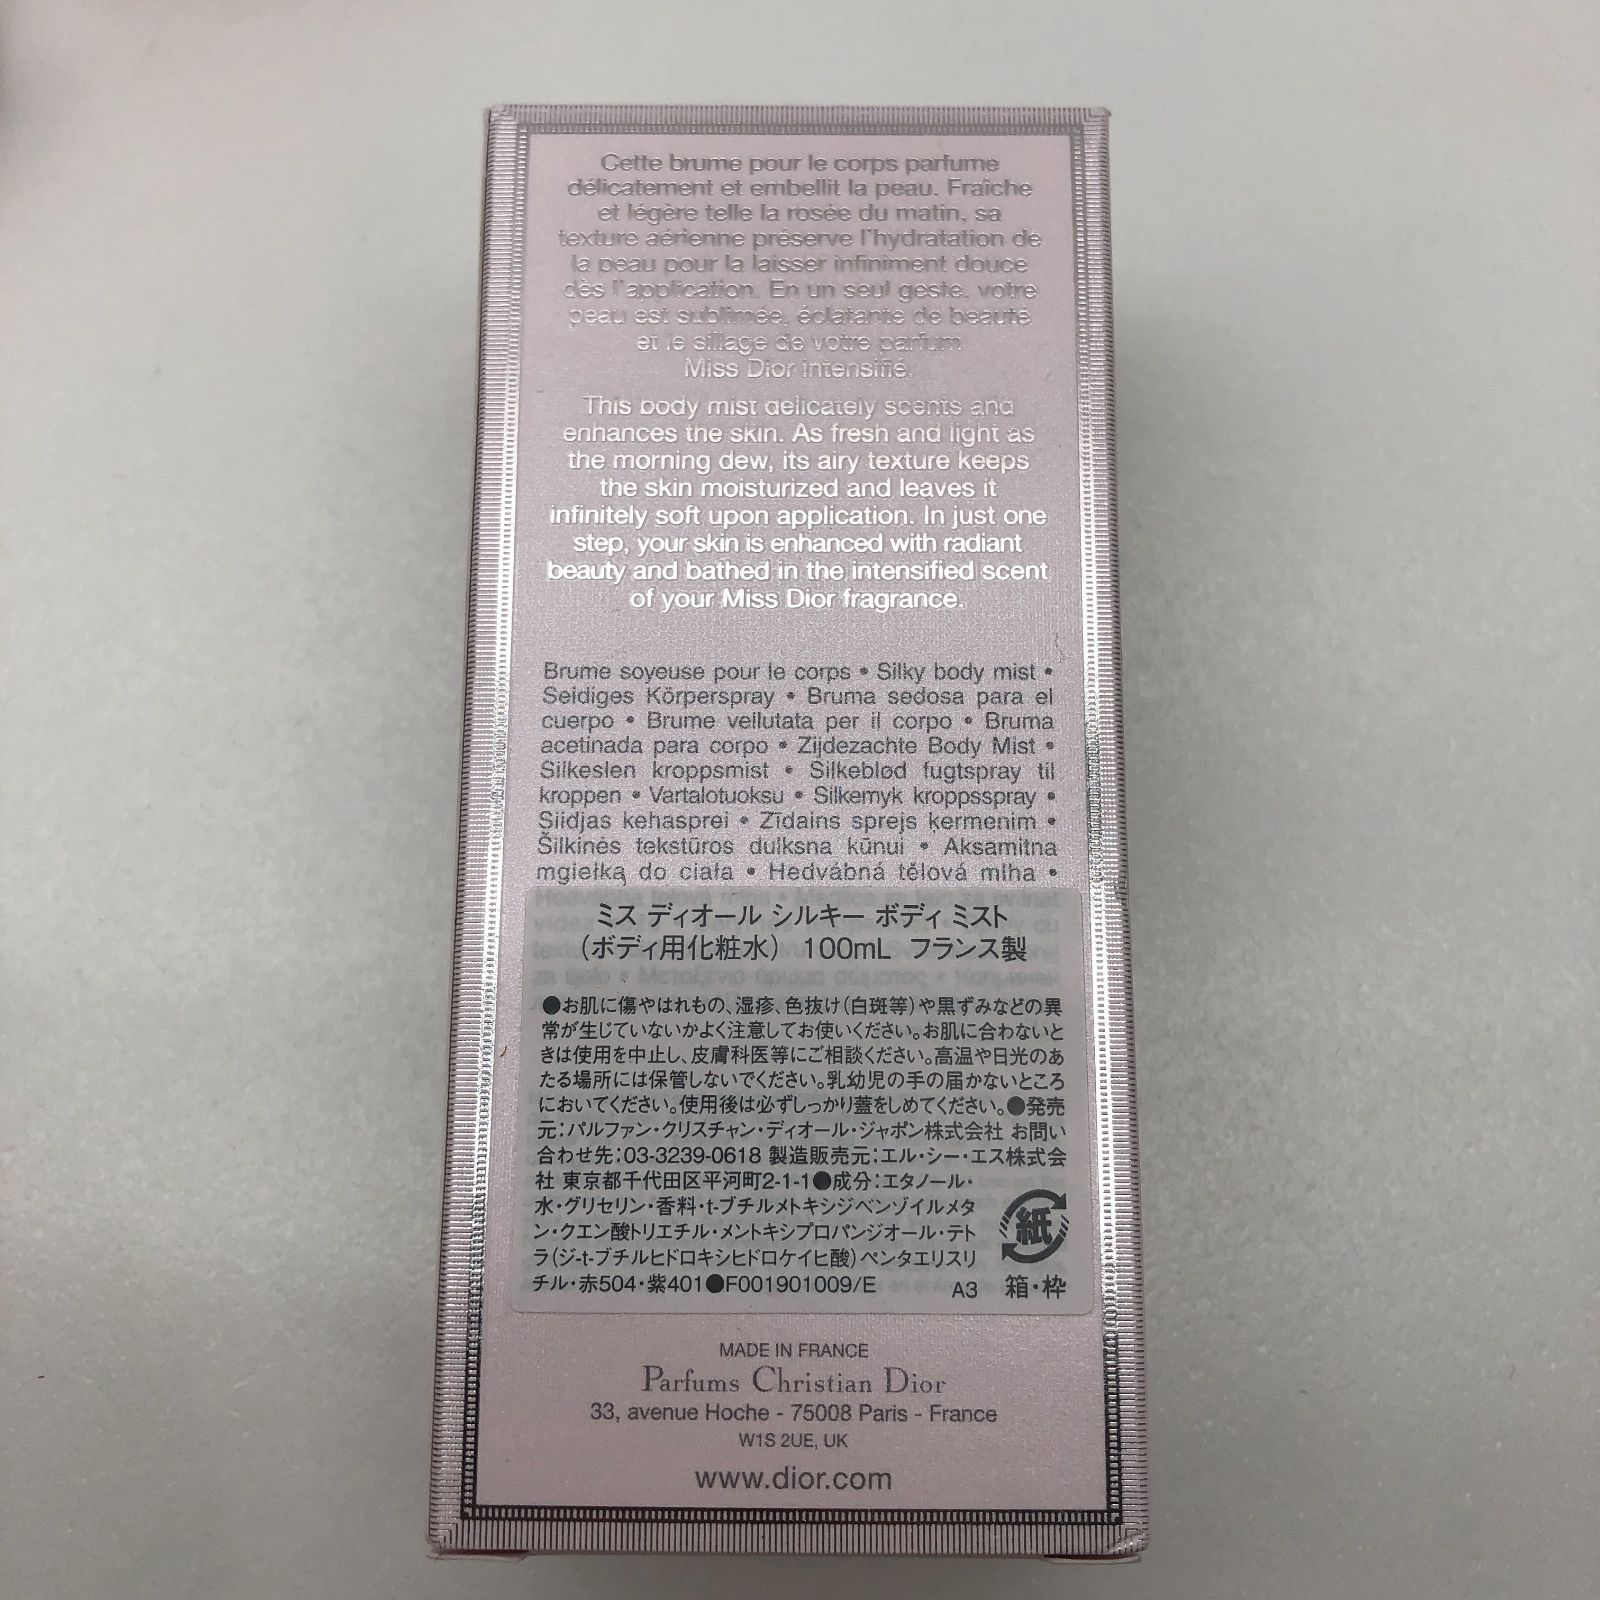 Cette brume pour le corps parfume
délicatement et embellit la peau. Fraîche
et légère telle la rosée du matin, sa
texture aérienne préserve l'hydratation de
la peau pour la laisser infiniment douce
dès l'application. En un seul geste, votre
peau est sublimée, éclatante de beauté
et le sillage de votre parfum
Miss Dior intensifié.
This body mist delicately scents and
enhances the skin. As fresh and light as
the morning dew, its airy texture keeps
the skin moisturized and leaves it
infinitely soft upon application. In just one
step, your skin is enhanced with radiant
beauty and bathed in the intensified scent
of your Miss Dior fragrance.
Brume soyeuse pour le corps • Silky body mist •
Seidiges Körperspray • Bruma sedosa para el
cuerpo • Brume vellutata per il corpo • Bruma
acetinada para corpo • Zijdezachte Body Mist •
Silkeslen kroppsmist • Silkeblød fugtspray til
kroppen • Vartalotuoksu • Silkemyk kroppsspray •
Siidjas kehasprei • Zīdains sprejs ķermenim •
Šilkinės tekstūros dulksna kūnui • Aksamitna
mgiełka do ciała • Hedvábná tělová mlha •
ミス ディオール シルキー ボディ ミスト
（ボディ用化粧水） 100mL フランス製
●お肌に傷やはれもの、湿疹、色抜け（白斑等）や黒ずみなどの異
常が生じていないかよく注意してお使いください。お肌に合わないと
きは使用を中止し、皮膚科医等にご相談ください。高温や日光のあ
たる場所には保管しないでください。乳幼児の手の届かないところ
においてください。使用後は必ずしっかり蓋をしめてください。●発売
元：パルファン・クリスチャン・ディオール・ジャポン株式会社 お問い
合わせ先：03-3239-0618 製造販売元：エル・シー・エス株式会
社 東京都千代田区平河町2-1-1●成分：エタノール・
水・グリセリン・香料・t-ブチルメトキシジベンゾイルメタ
ン・クエン酸トリエチル・メントキシプロパンジオール・テト
ラ（ジ-t-ブチルヒドロキシヒドロケイヒ酸）ペンタエリスリ
チル・赤504・紫401●F001901009/E
A3
紙
箱・枠
MADE IN FRANCE
Parfums Christian Dior
33, avenue Hoche - 75008 Paris - France
W1S 2UE, UK
www.dior.com